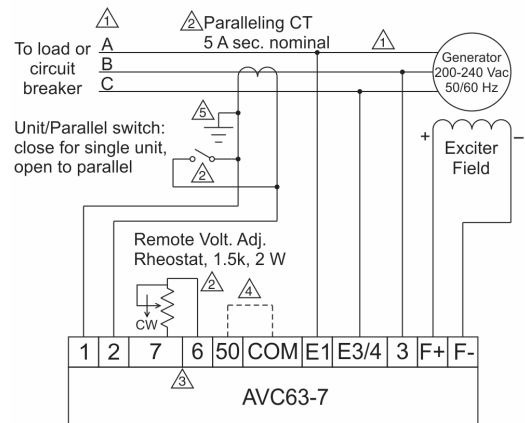 1
2 Paralleling CT
5 A sec. nominal
1
To load or
circuit
breaker
A
B
C
Generator
200-240 Vac
50/60 Hz
5
Unit/Parallel switch:
close for single unit,
open to parallel
2
+ –
Exciter
Field
Remote Volt. Adj.
Rheostat, 1.5k, 2 W
2
4
CW
1 2 7 6 50 COM E1 E3/4 3 F+ F-
3
AVC63-7